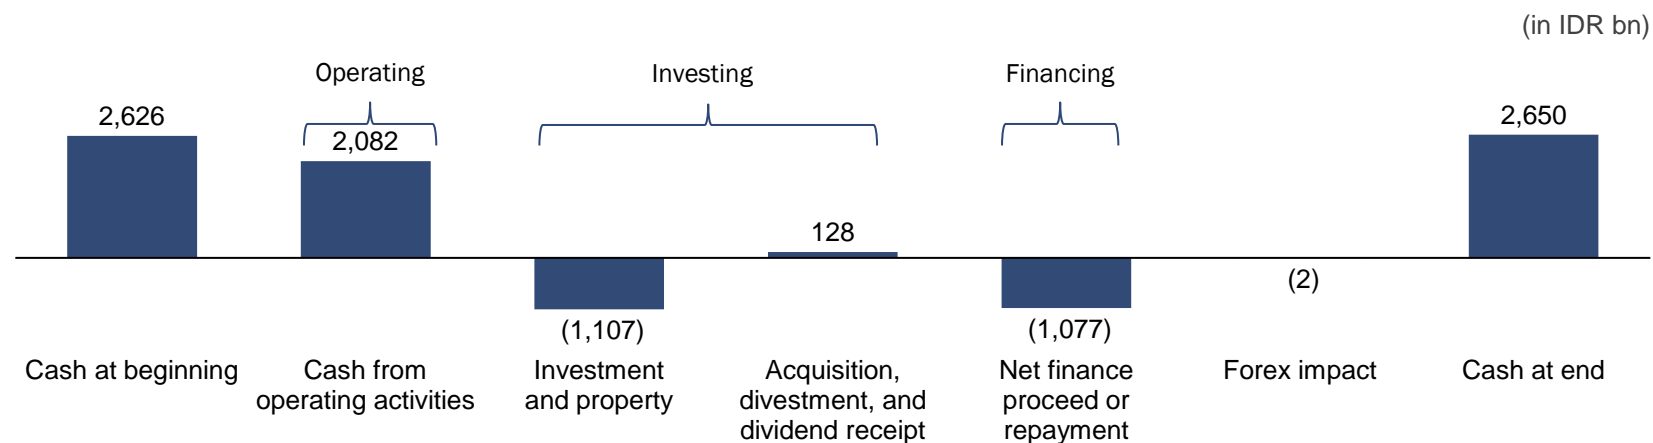 (in IDR bn)
Operating
Investing
Financing
2,626
2,082
(1,107)
128
(1,077)
(2)
2,650
Cash at beginning
Cash from
operating activities
Investment
and property
Acquisition,
divestment, and
dividend receipt
Net finance
proceed or
repayment
Forex impact
Cash at end